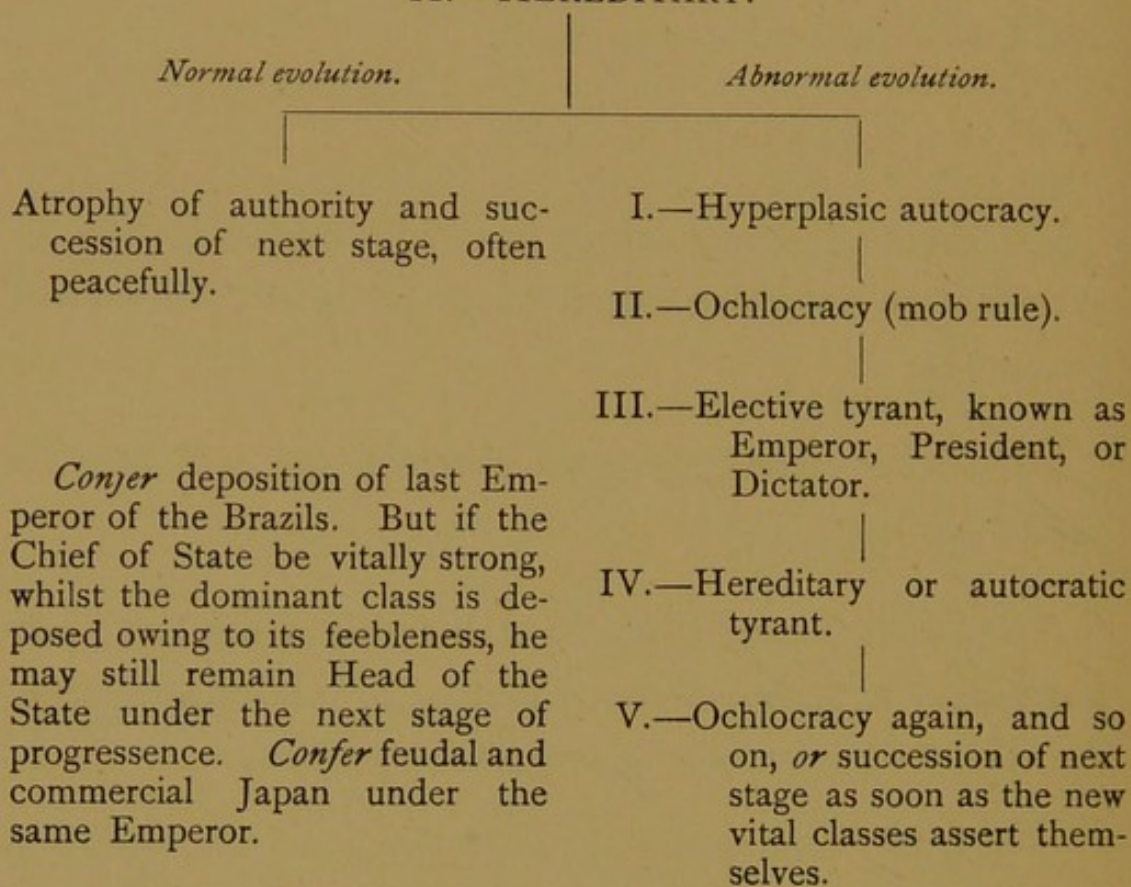 Normal evolution.
Abnormal evolution.
Atrophy of authority and suc-
cession of next stage, often
peacefully.
Conjer deposition of last Em-
peror of the Brazils. But if the
Chief of State be vitally strong,
whilst the dominant class is de-
posed owing to its feebleness, he
may still remain Head of the
State under the next stage of
progressence. Confer feudal and
commercial Japan under the
same Emperor.
I.—Hyperplasic autocracy.
II.—Ochlocracy (mob rule).
III.—Elective tyrant, known as
Emperor, President, or
Dictator.
IV.—Hereditary or autocratic
tyrant.
V.—Ochlocracy again, and so
on, or succession of next
stage as soon as the new
vital classes assert them-
selves.